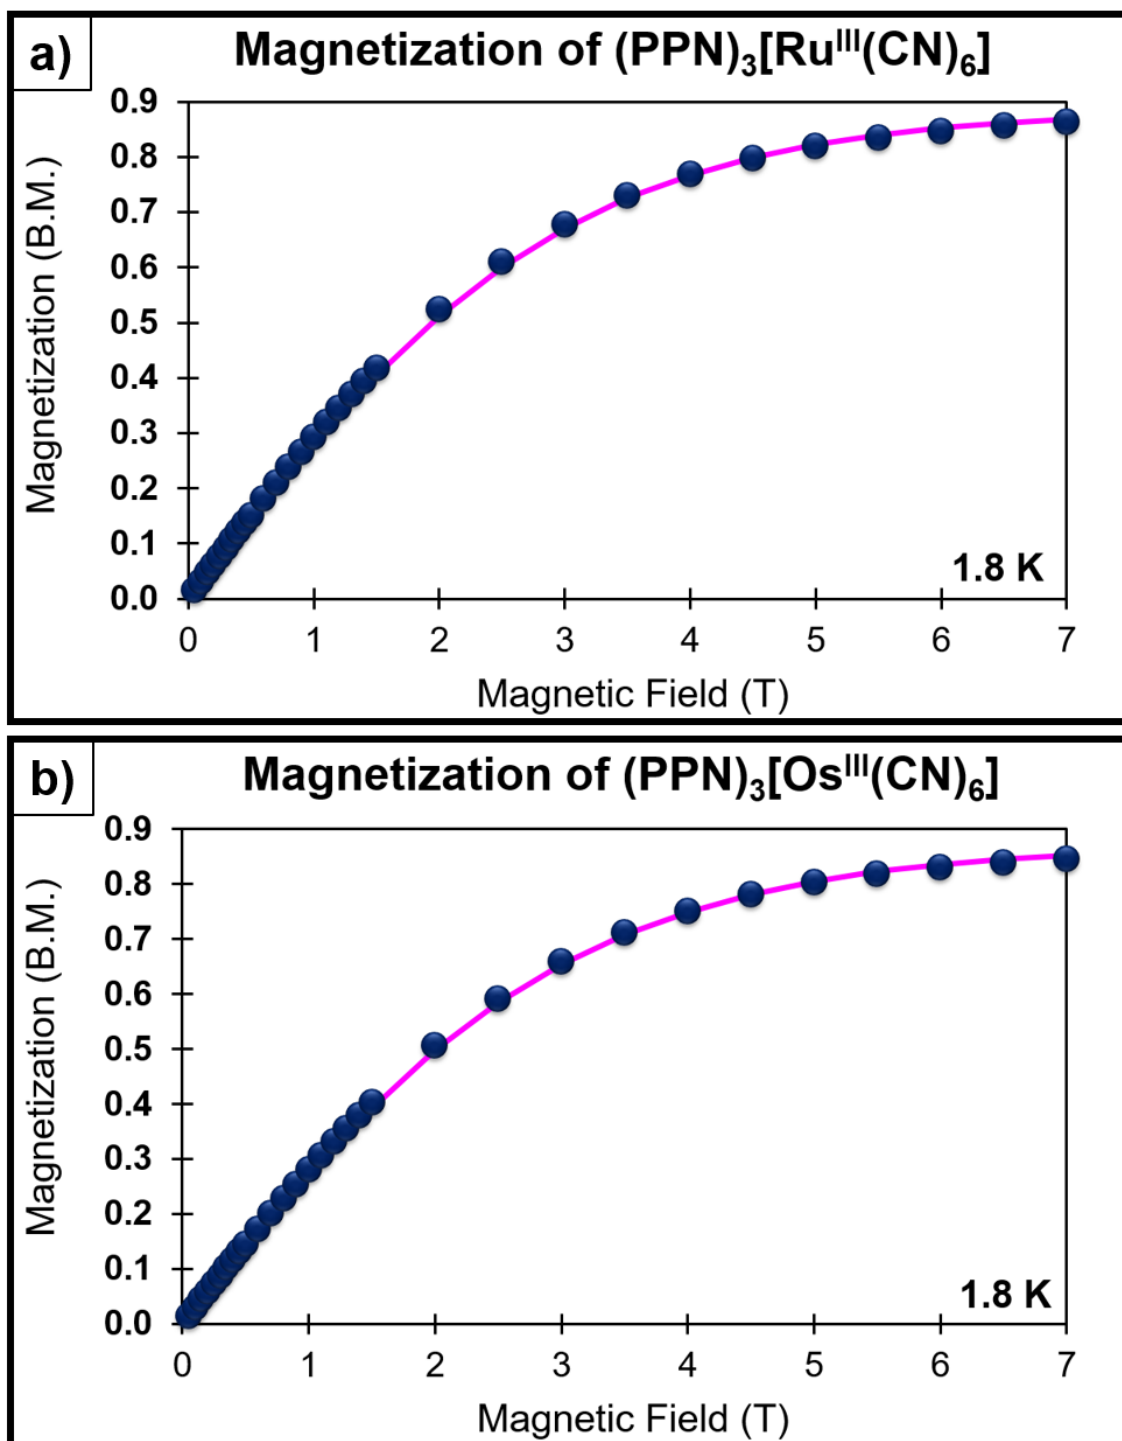 a)
Magnetization of (PPN)₃[Ruᴵᴵᴵ(CN)₆]
Magnetization (B.M.)
0.9
0.8
0.7
0.6
0.5
0.4
0.3
0.2
0.1
0.0
1.8 K
0 1 2 3 4 5 6 7
Magnetic Field (T)
b)
Magnetization of (PPN)₃[Osᴵᴵᴵ(CN)₆]
Magnetization (B.M.)
0.9
0.8
0.7
0.6
0.5
0.4
0.3
0.2
0.1
0.0
1.8 K
0 1 2 3 4 5 6 7
Magnetic Field (T)